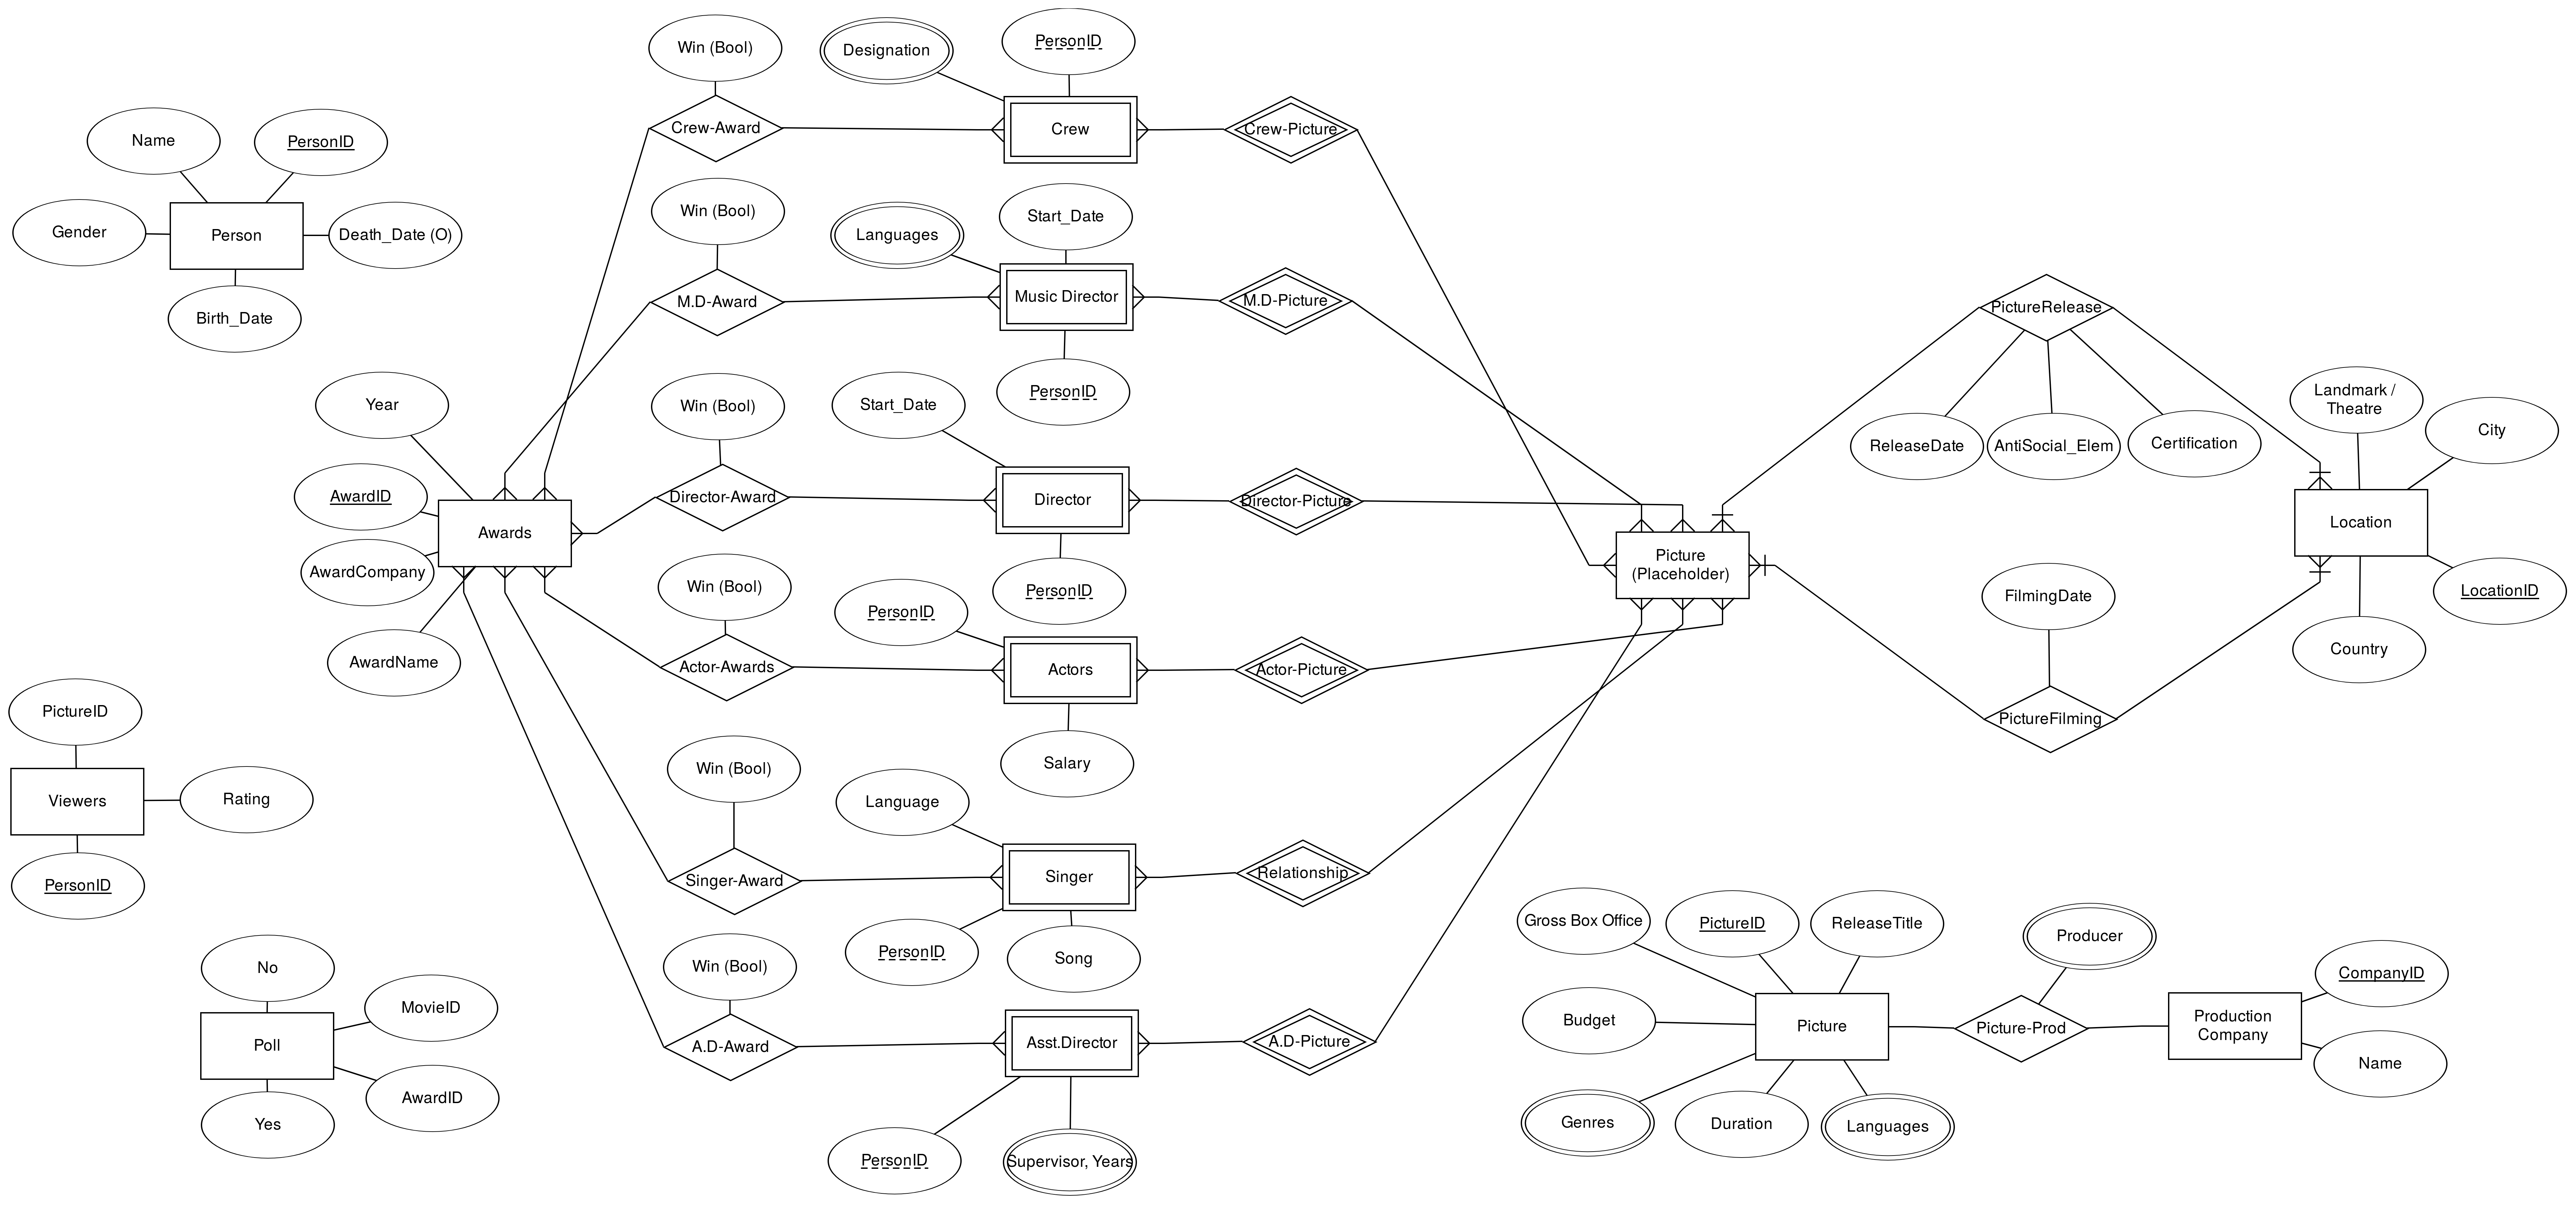 Win (Bool)
Designation
PersonID
Name
PersonID
Crew-Award
Crew
Crew-Picture
Gender
Person
Death_Date (O)
Birth_Date
Win (Bool)
Languages
Start_Date
M.D-Award
Music Director
M.D-Picture
PersonID
Year
AwardID
Awards
AwardCompany
AwardName
Win (Bool)
Start_Date
Director-Award
Director
Director-Picture
PersonID
Win (Bool)
PersonID
Actor-Awards
Actors
Actor-Picture
Salary
PictureRelease
ReleaseDate
AntiSocial_Elem
Certification
Landmark /
Theatre
City
Location
LocationID
Country
Picture
(Placeholder)
FilmingDate
PictureFilming
PictureID
Viewers
Rating
PersonID
Win (Bool)
Language
Singer-Award
Singer
Relationship
PersonID
Song
No
MovieID
Poll
AwardID
Yes
Win (Bool)
A.D-Award
Asst.Director
A.D-Picture
PersonID
Supervisor, Years
Gross Box Office
PictureID
ReleaseTitle
Producer
CompanyID
Budget
Picture
Picture-Prod
Production
Company
Name
Genres
Duration
Languages